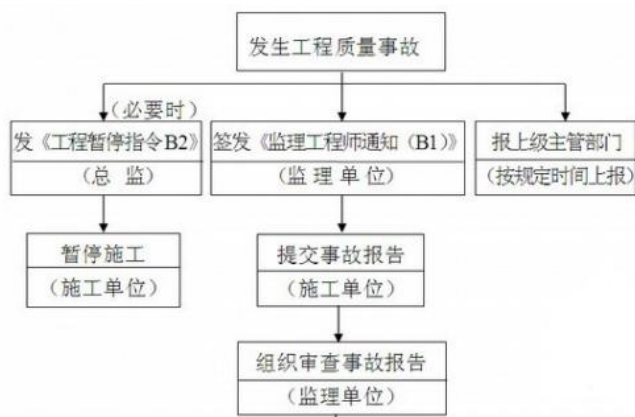 发生工程质量事故
（必要时）
发《工程暂停指令B2》
（总 监）
签发《监理工程师通知（B1）》
（监 理 单 位）
报上级主管部门
（按规定时间上报）
暂停施工
（施工单位）
提交事故报告
（施工单位）
组织审查事故报告
（监理单位）